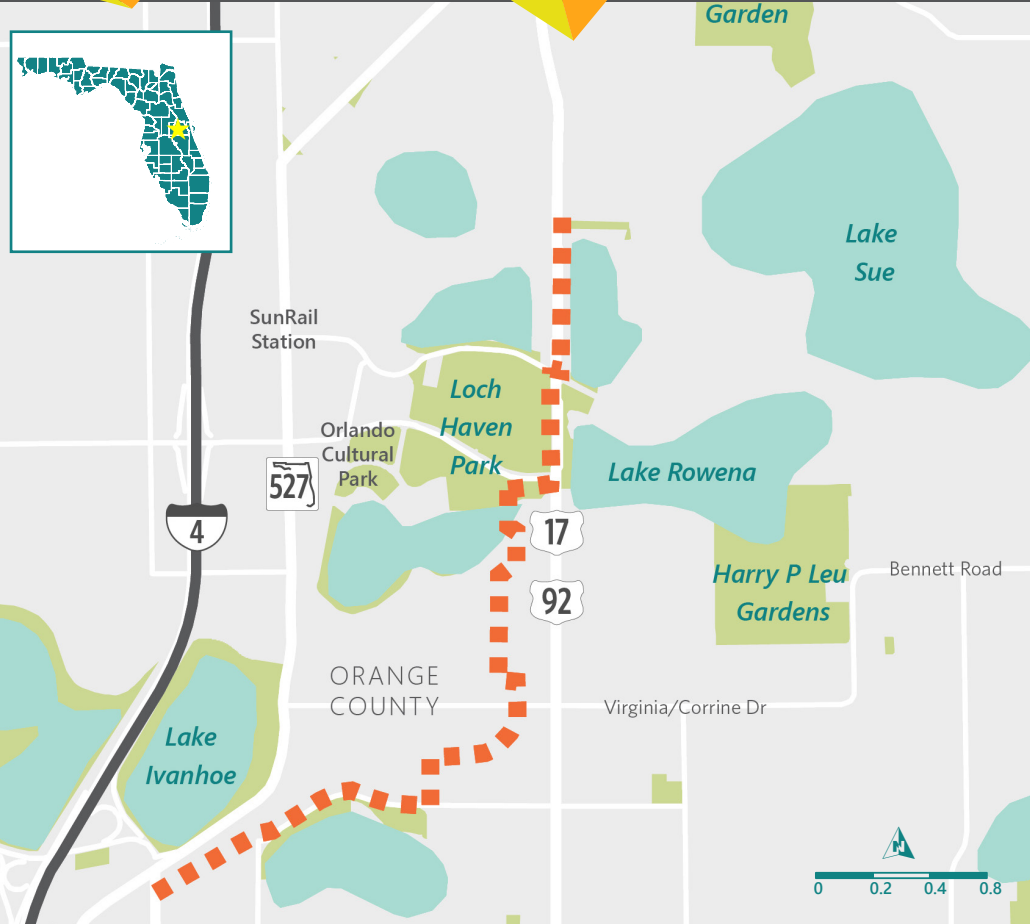 Garden
Lake
Sue
SunRail
Station
Loch
Haven
Park
Orlando
Cultural
Park
527
Lake Rowena
4
17
92
Harry P Leu
Gardens
Bennett Road
ORANGE
COUNTY
Virginia/Corrine Dr
Lake
Ivanhoe
N
0 0.2 0.4 0.8